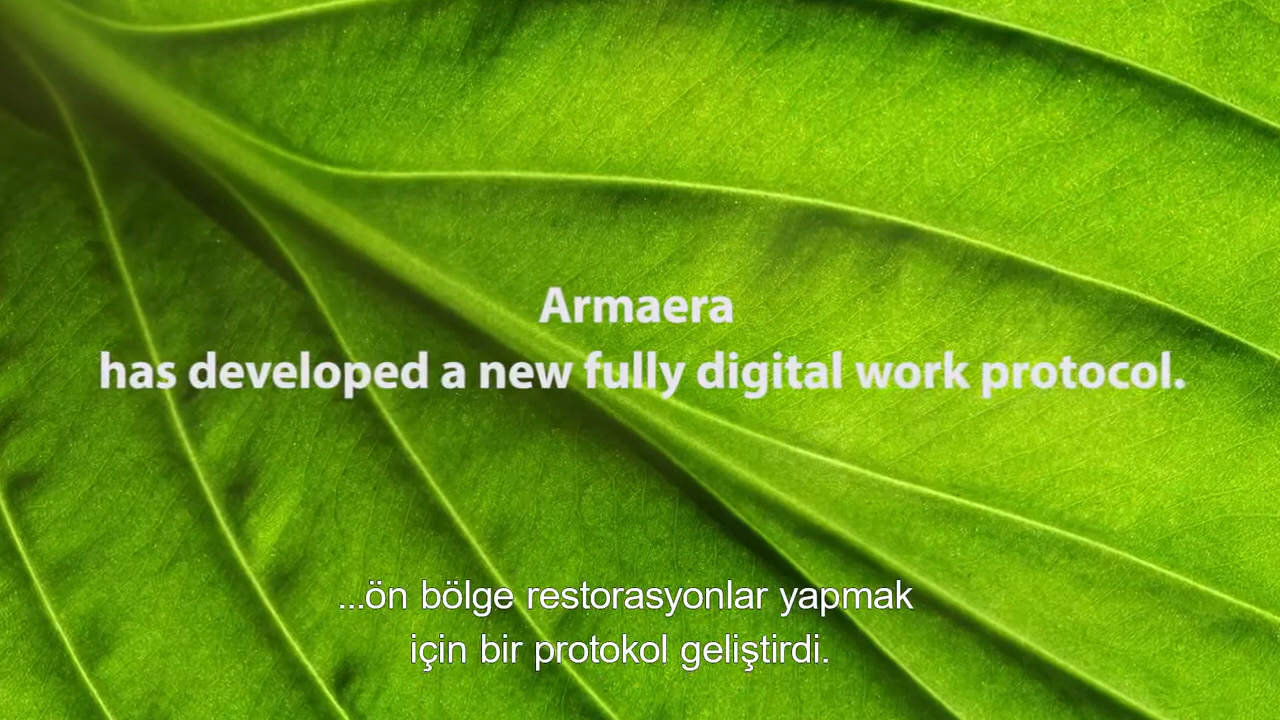 Armaera
has developed a new fully digital work protocol.
...ön bölge restorasyonlar yapmak
için bir protokol geliştirdi.